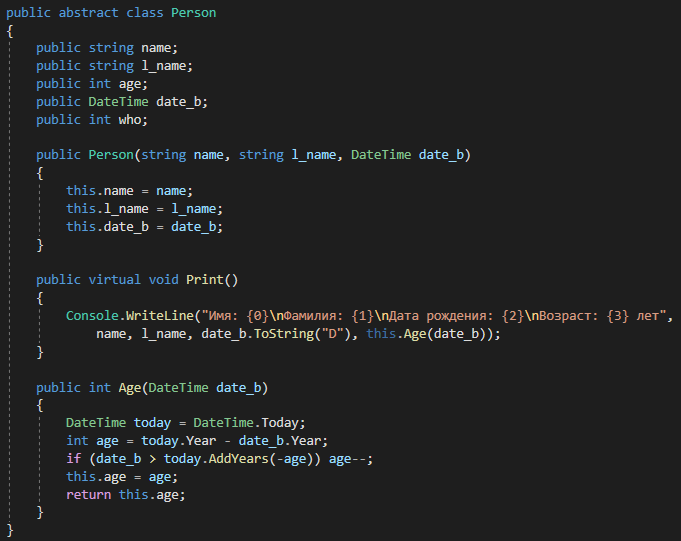 public abstract class Person
{
    public string name;
    public string l_name;
    public int age;
    public DateTime date_b;
    public int who;

    public Person(string name, string l_name, DateTime date_b)
    {
        this.name = name;
        this.l_name = l_name;
        this.date_b = date_b;
    }

    public virtual void Print()
    {
        Console.WriteLine("Имя: {0}\nФамилия: {1}\nДата рождения: {2}\nВозраст: {3} лет",
            name, l_name, date_b.ToString("D"), this.Age(date_b));
    }

    public int Age(DateTime date_b)
    {
        DateTime today = DateTime.Today;
        int age = today.Year - date_b.Year;
        if (date_b > today.AddYears(-age)) age--;
        this.age = age;
        return this.age;
    }
}